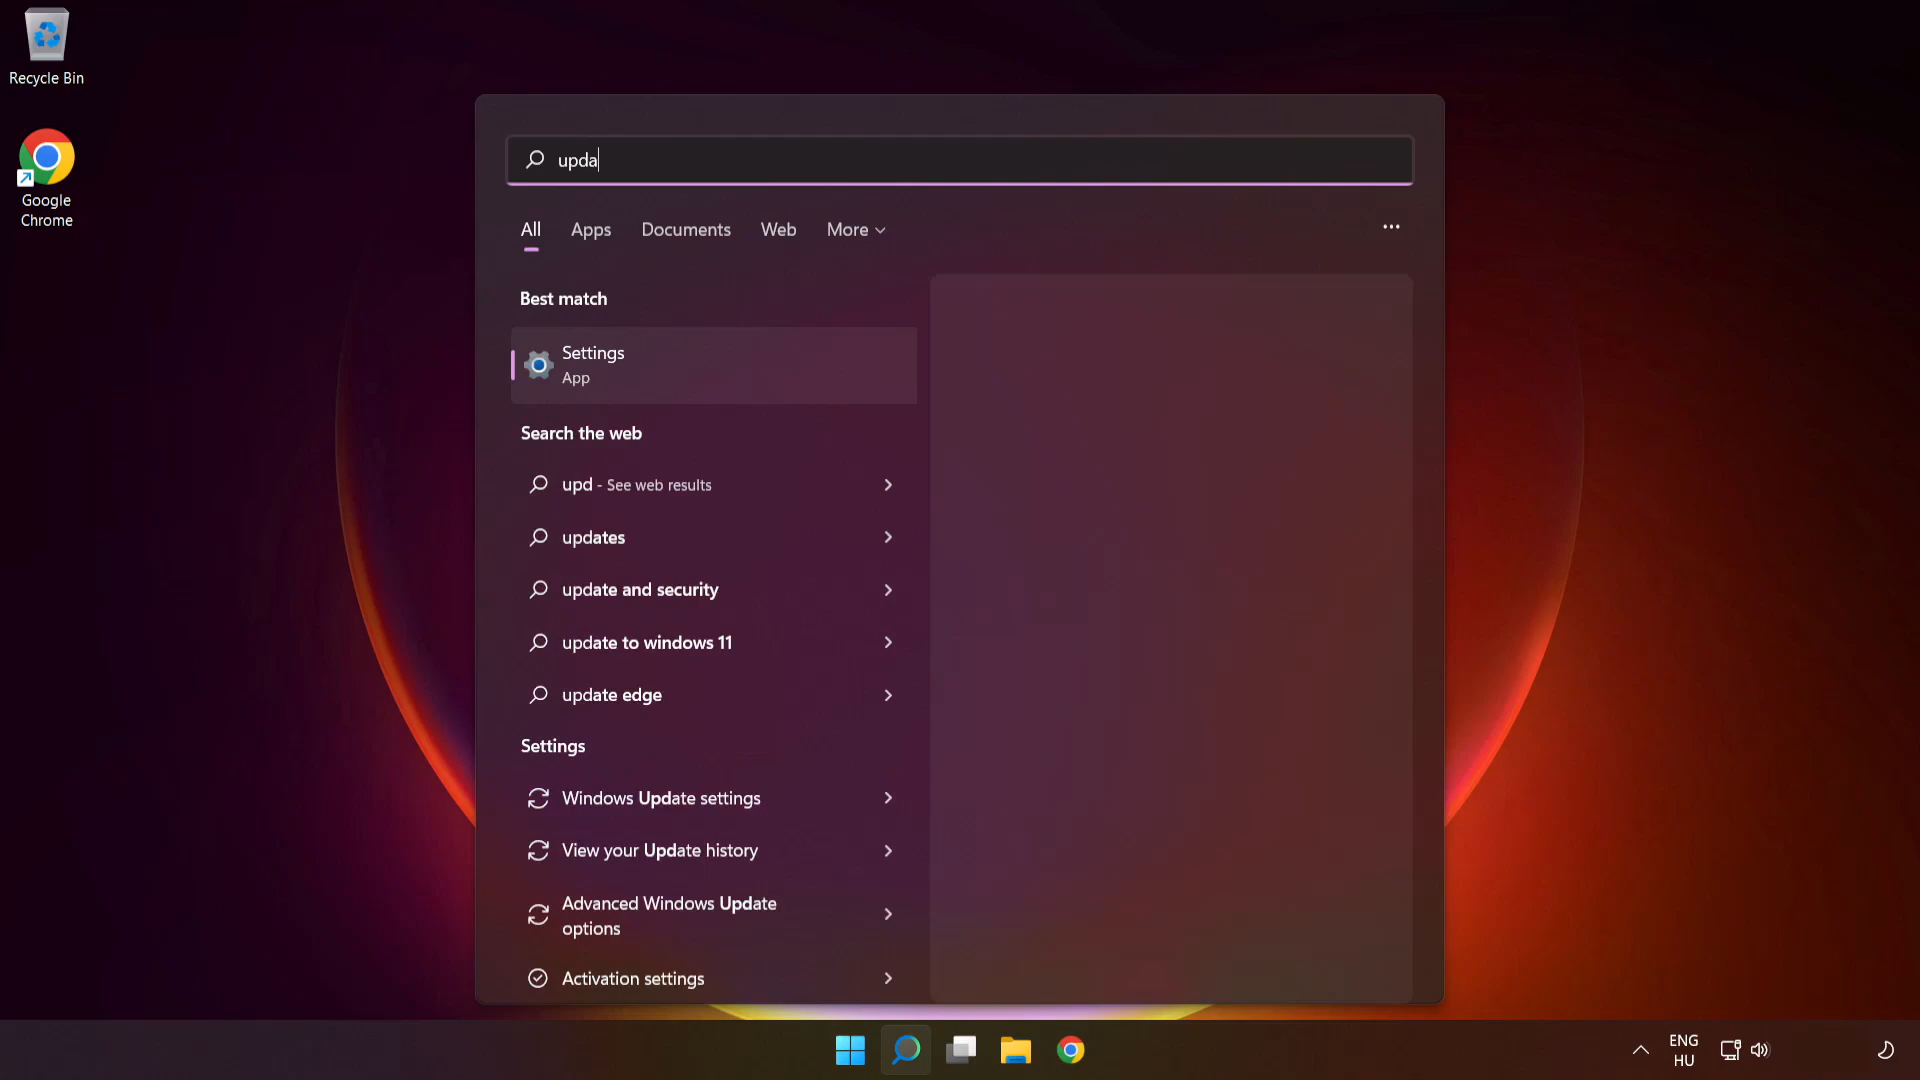 Recycle Bin
Google
Chrome
upda
All Apps Documents Web More
Best match
Settings
App
Search the web
upd - See web results
updates
update and security
update to windows 11
update edge
Settings
Windows Update settings
View your Update history
Advanced Windows Update
options
Activation settings
ENG
HU